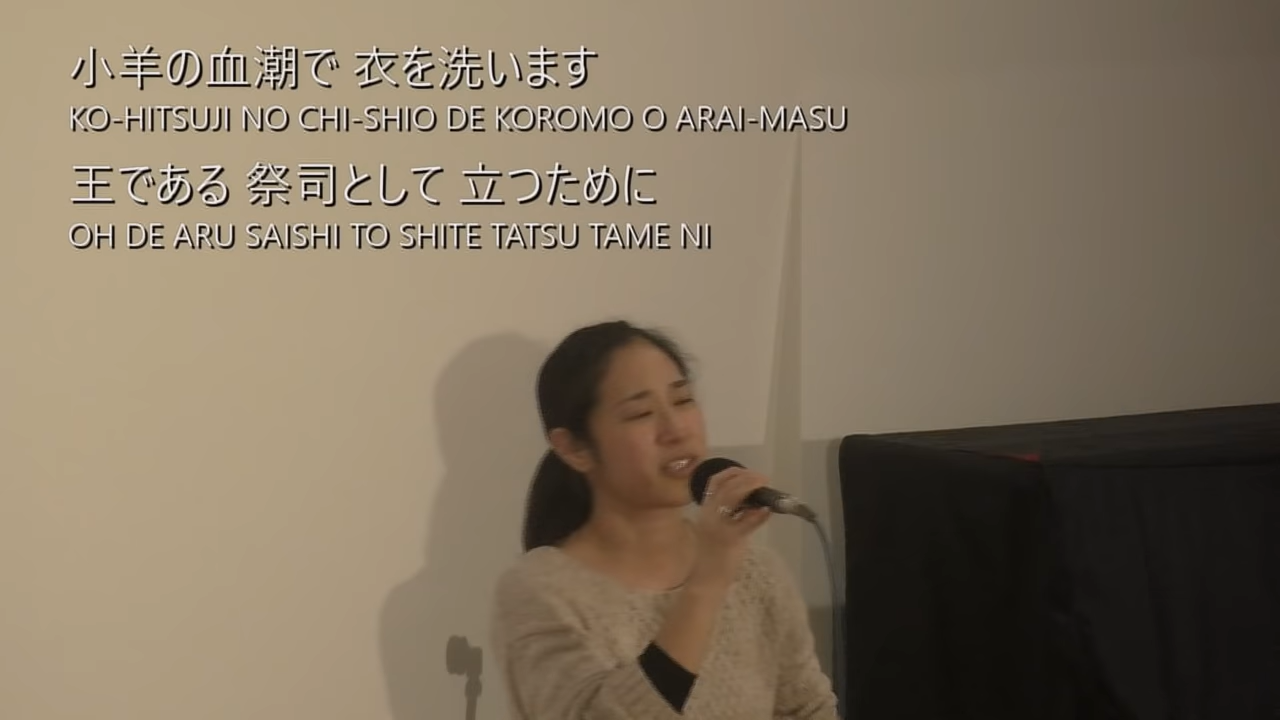 小羊の血潮で 衣を洗います
KO-HITSUJI NO CHI-SHIO DE KOROMO O ARAI-MASU
王である 祭司として 立つために
OH DE ARU SAISHI TO SHITE TATSU TAME NI